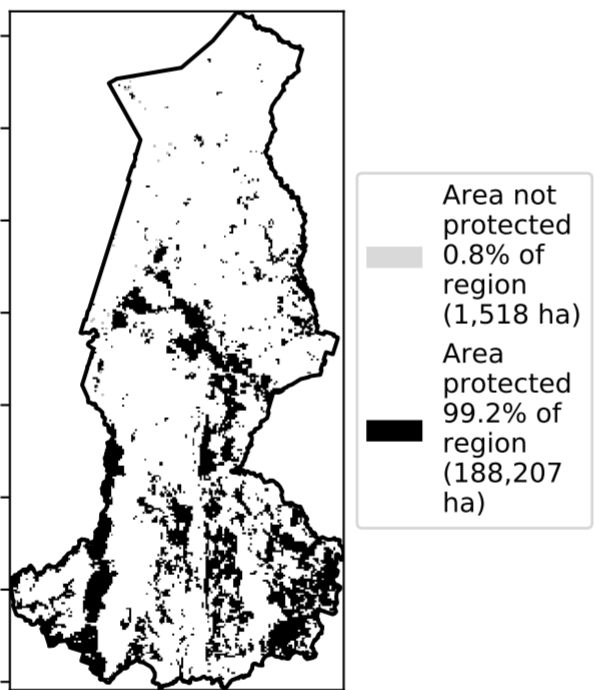 Area not
protected
0.8% of
region
(1,518 ha)
Area
protected
99.2% of
region
(188,207
ha)